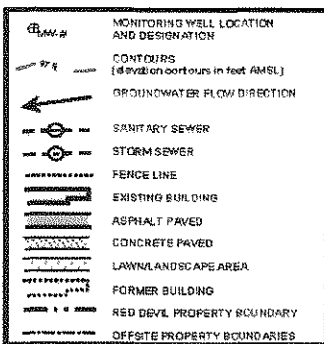 MW-#
MONITORING WELL LOCATION
AND DESIGNATION
CONTOURS
(elevation contours in feet AMSL)
GROUNDWATER FLOW DIRECTION
SANITARY SEWER
STORM SEWER
FENCE LINE
EXISTING BUILDING
ASPHALT PAVED
CONCRETE PAVED
LAWN/LANDSCAPE AREA
FORMER BUILDING
RED DEVIL PROPERTY BOUNDARY
OFFSITE PROPERTY BOUNDARIES